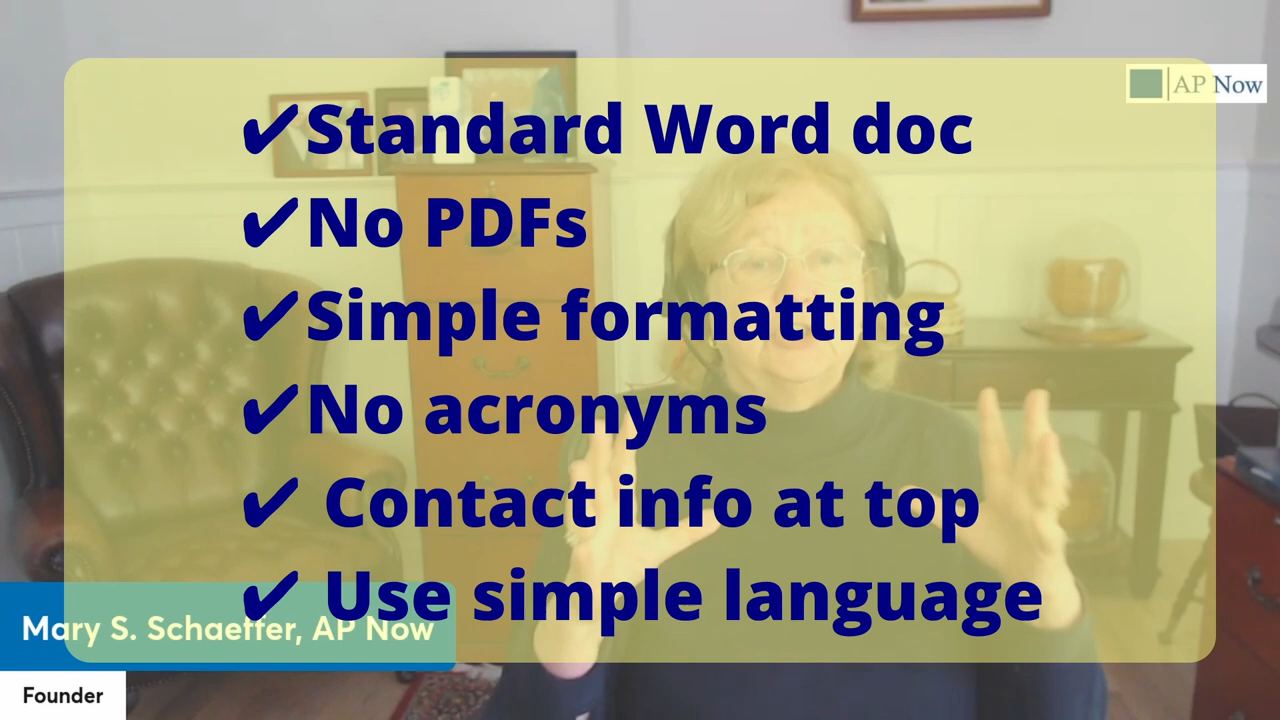 AP Now
✔Standard Word doc
✔No PDFs
✔Simple formatting
✔No acronyms
✔ Contact info at top
✔ Use simple language
Mary S. Schaeffer, AP Now
Founder